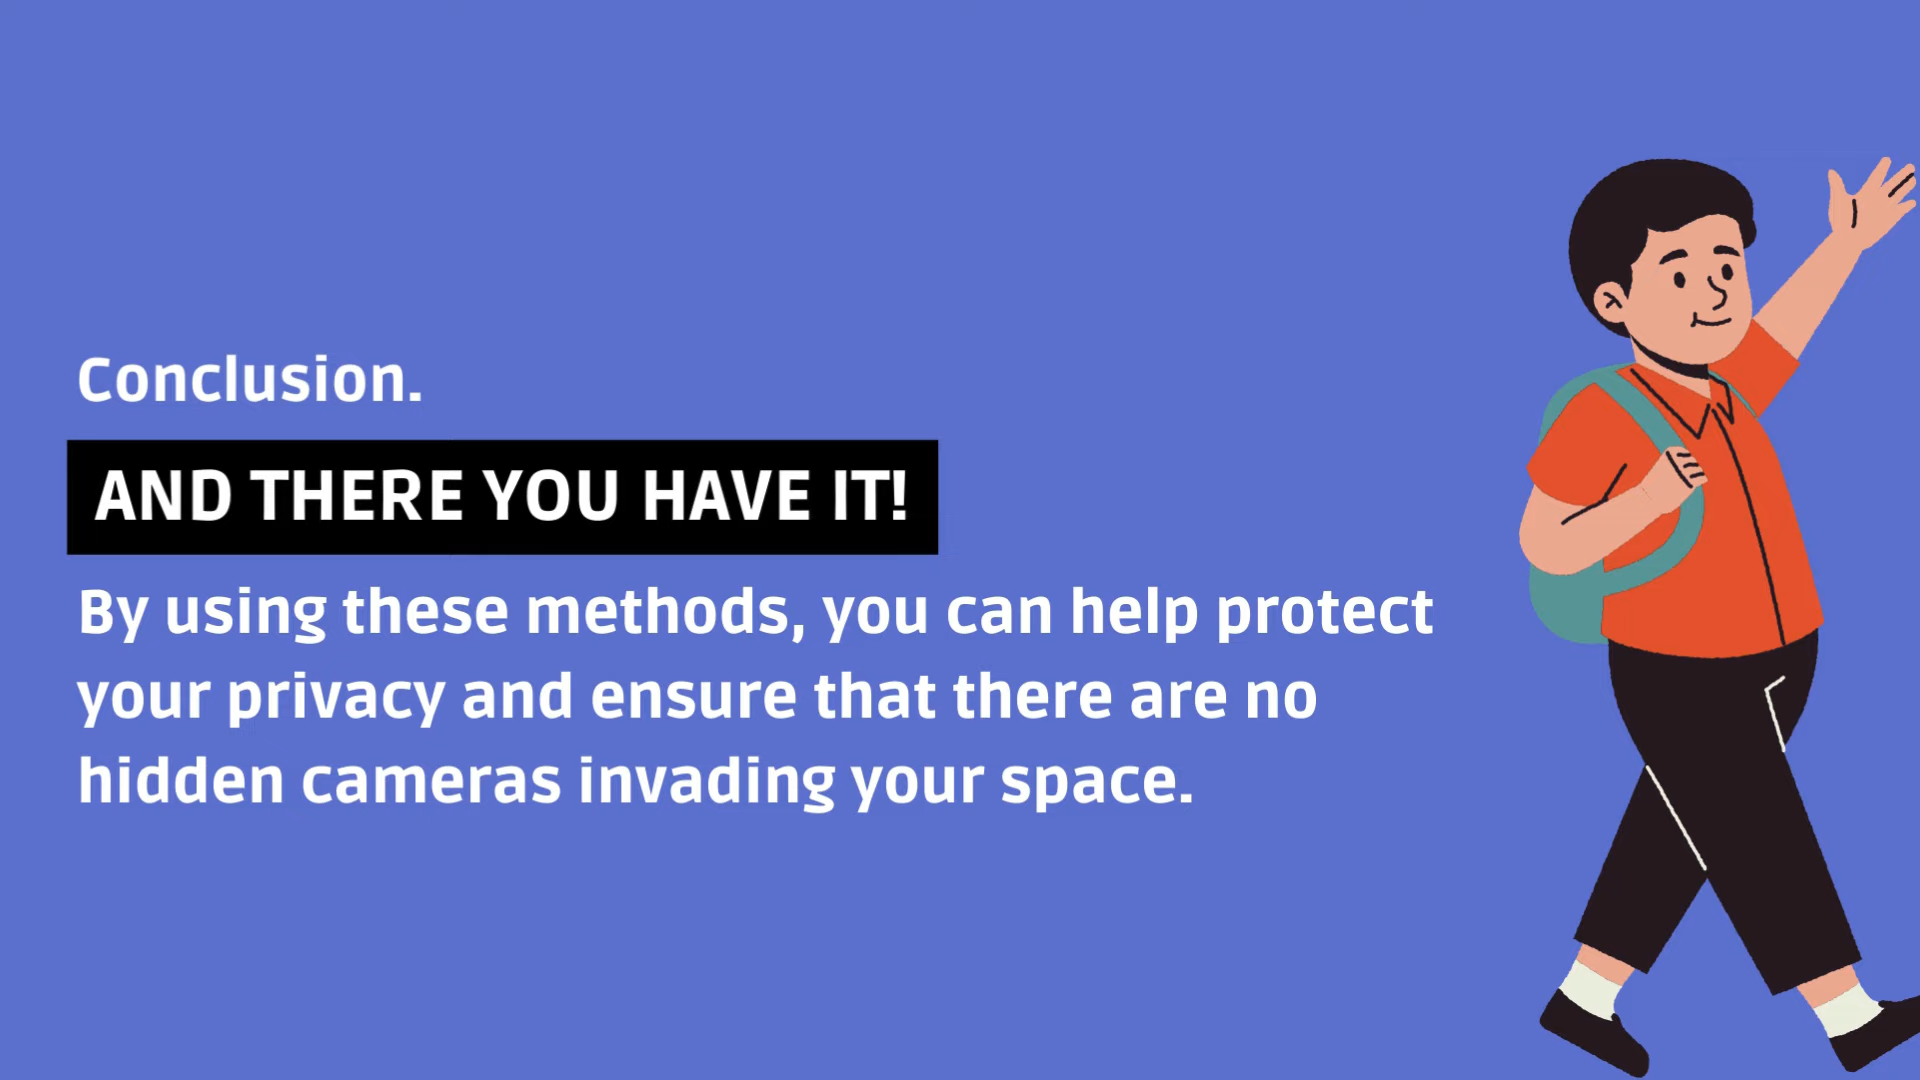 Conclusion.
AND THERE YOU HAVE IT!
By using these methods, you can help protect
your privacy and ensure that there are no
hidden cameras invading your space.